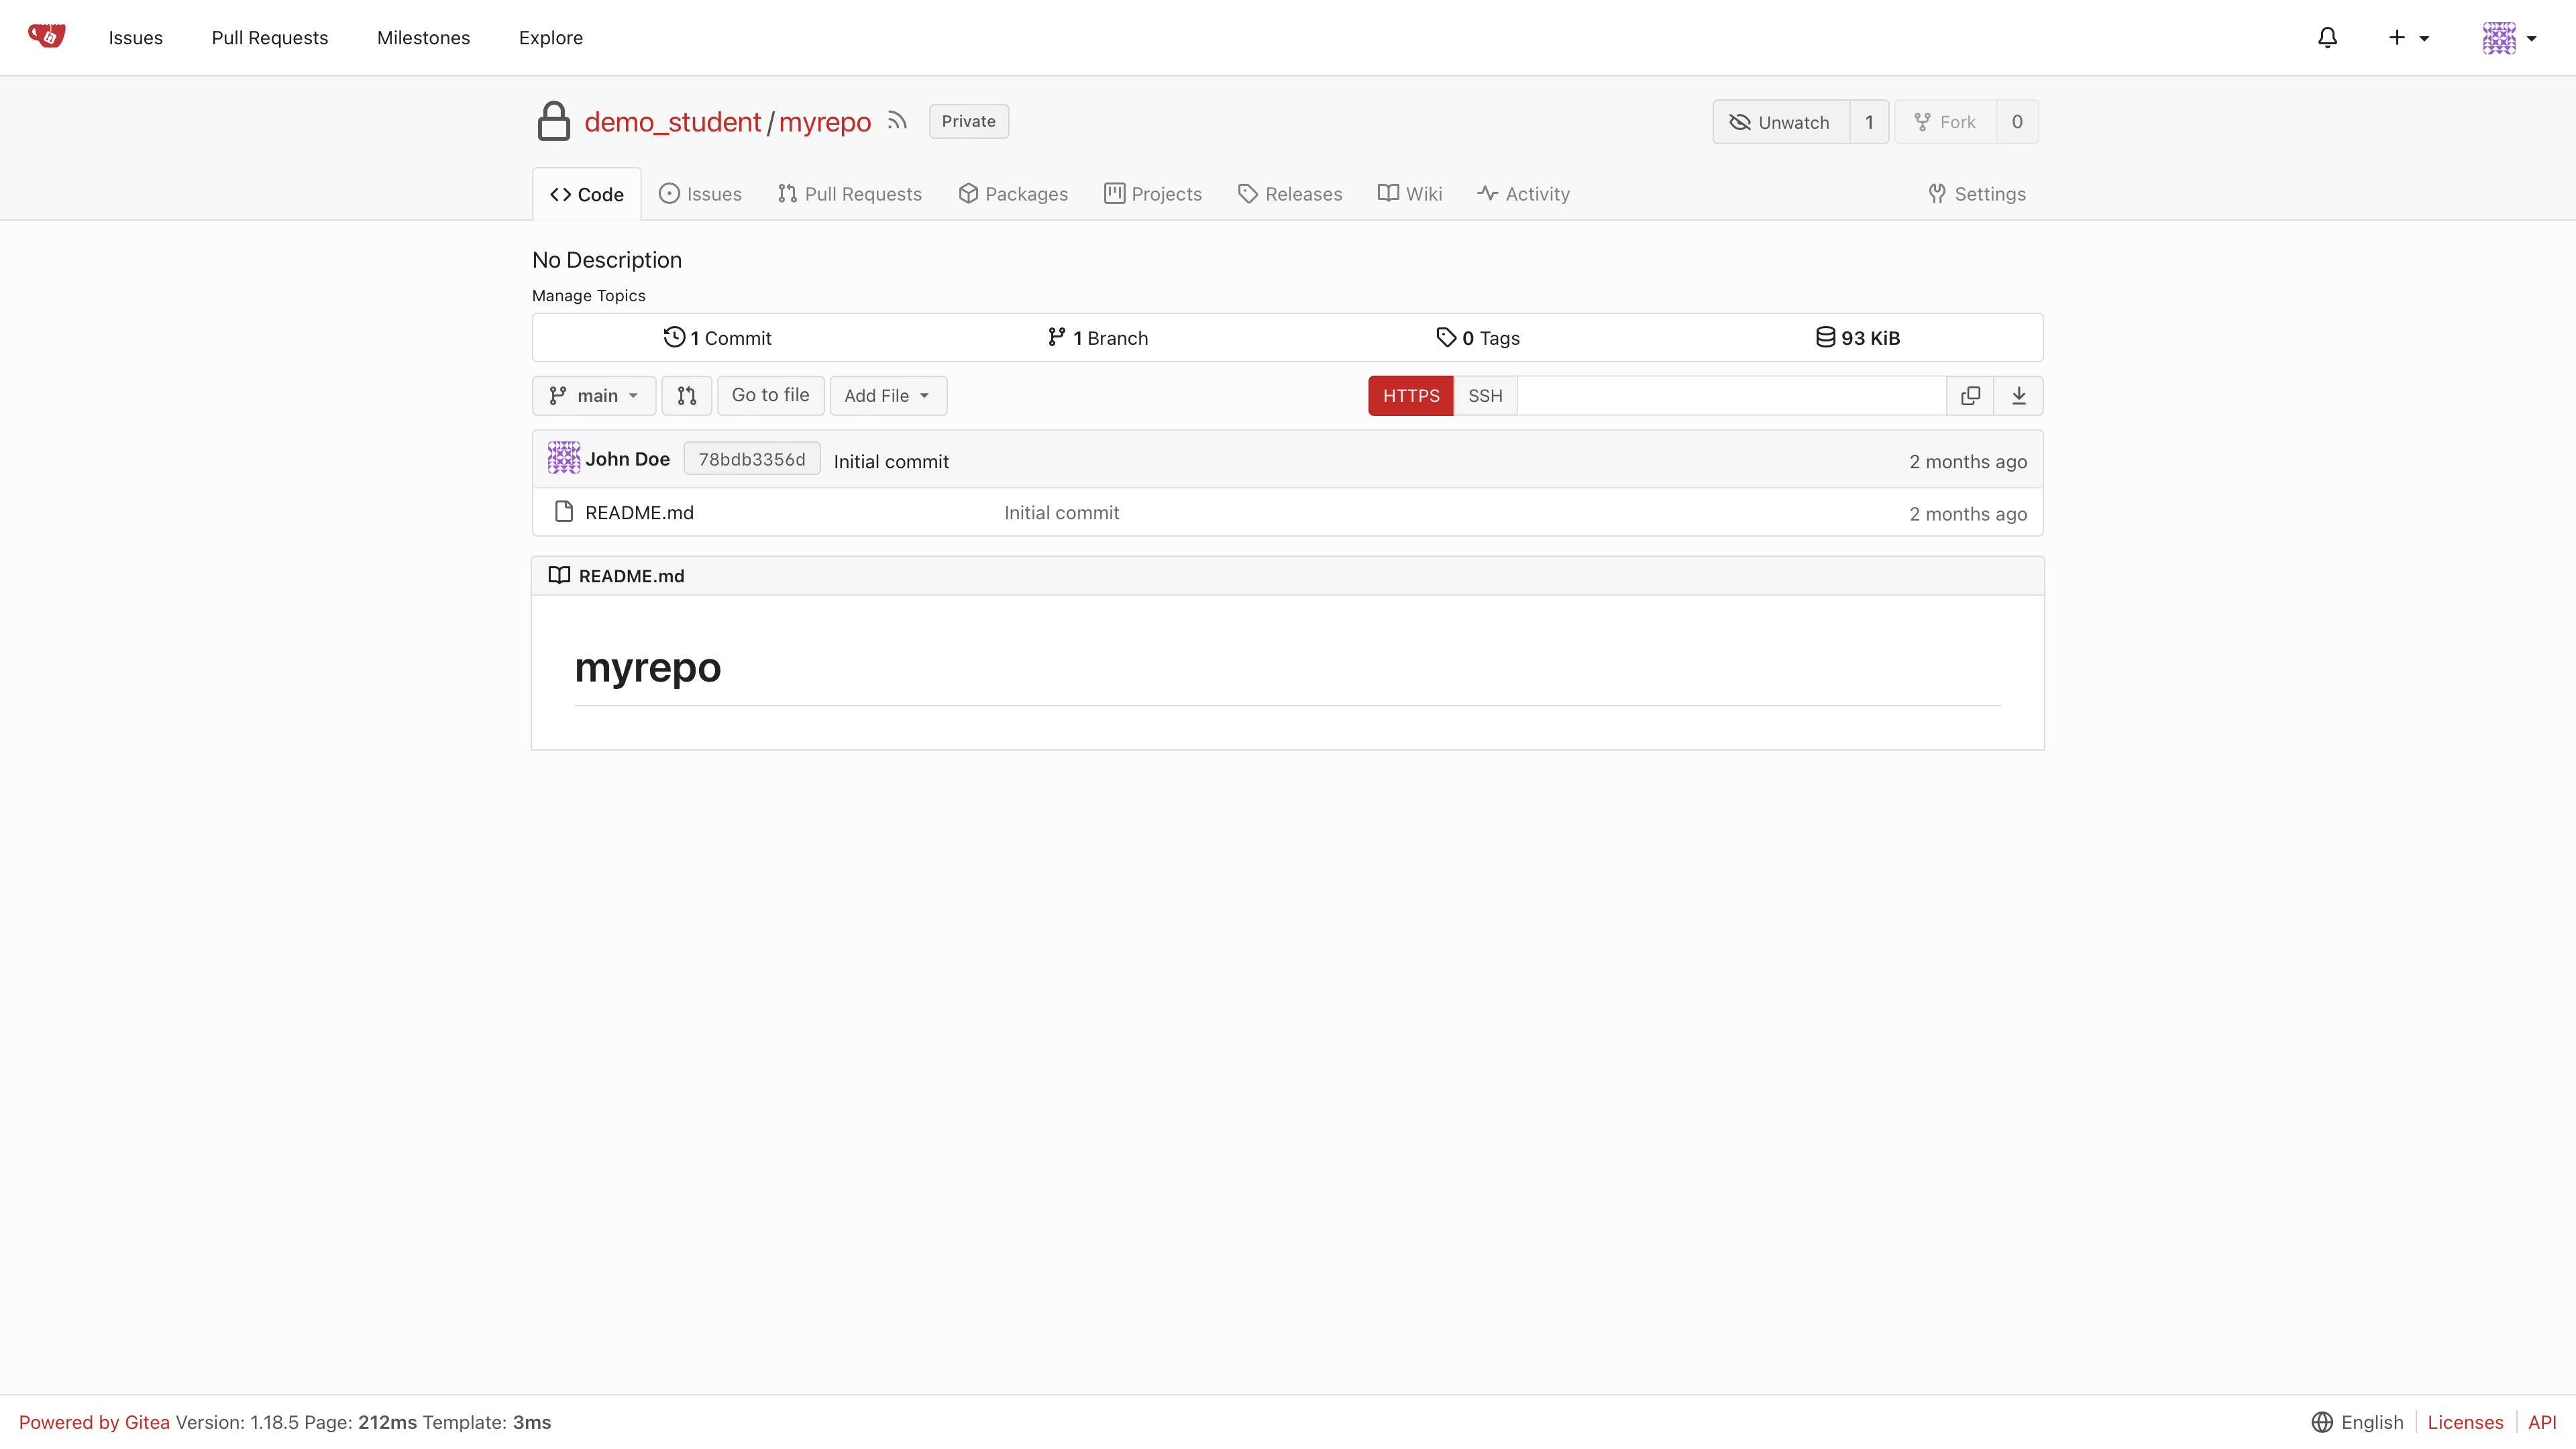 Issues Pull Requests Milestones Explore
demo_student / myrepo Private Unwatch 1 Fork 0
Code Issues Pull Requests Packages Projects Releases Wiki Activity Settings
No Description
Manage Topics
1 Commit 1 Branch 0 Tags 93 KiB
main Go to file Add File HTTPS SSH
John Doe 78bdb3356d Initial commit 2 months ago
README.md Initial commit 2 months ago
README.md
myrepo
Powered by Gitea Version: 1.18.5 Page: 212ms Template: 3ms English Licenses API